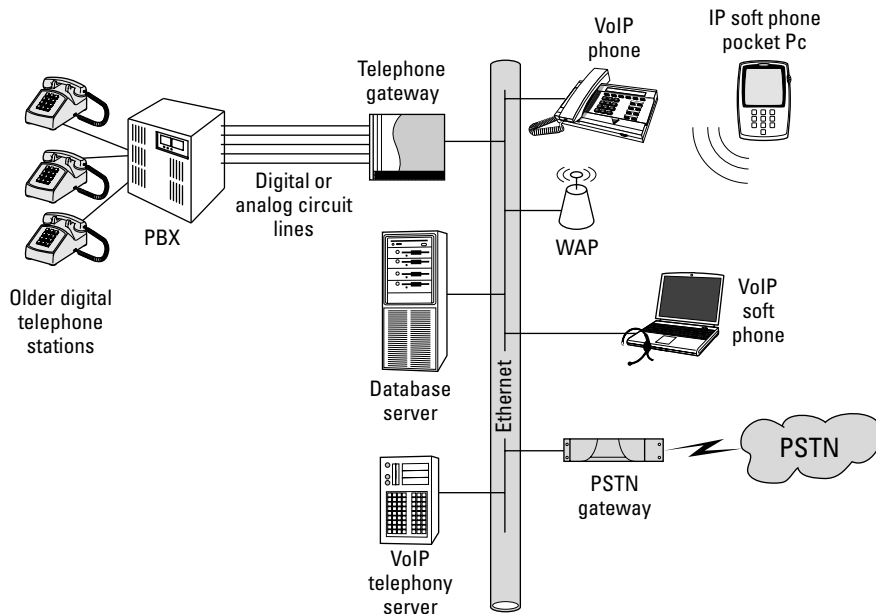 VoIP
phone
IP soft phone
pocket Pc
Telephone
gateway
Digital or
analog circuit
lines
PBX
WAP
Older digital
telephone
stations
VoIP
soft
phone
Database
server
Ethernet
PSTN
PSTN
gateway
VoIP
telephony
server